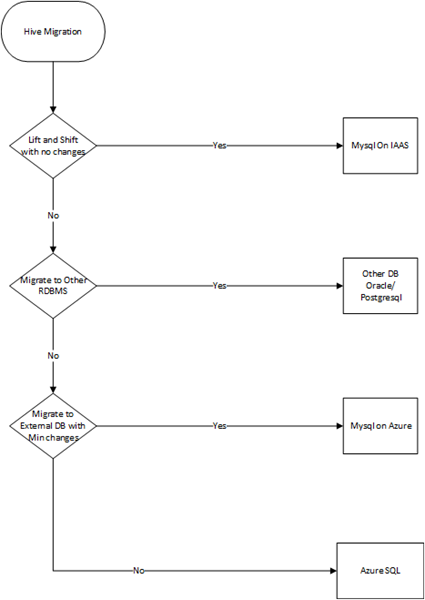 Hive Migration
Lift and Shift
with no changes
Yes
Mysql On IAAS
No
Migrate to Other
RDBMS
Yes
Other DB
Oracle/
Postgresql
No
Migrate to
External DB with
Min changes
Yes
Mysql on Azure
No
Azure SQL